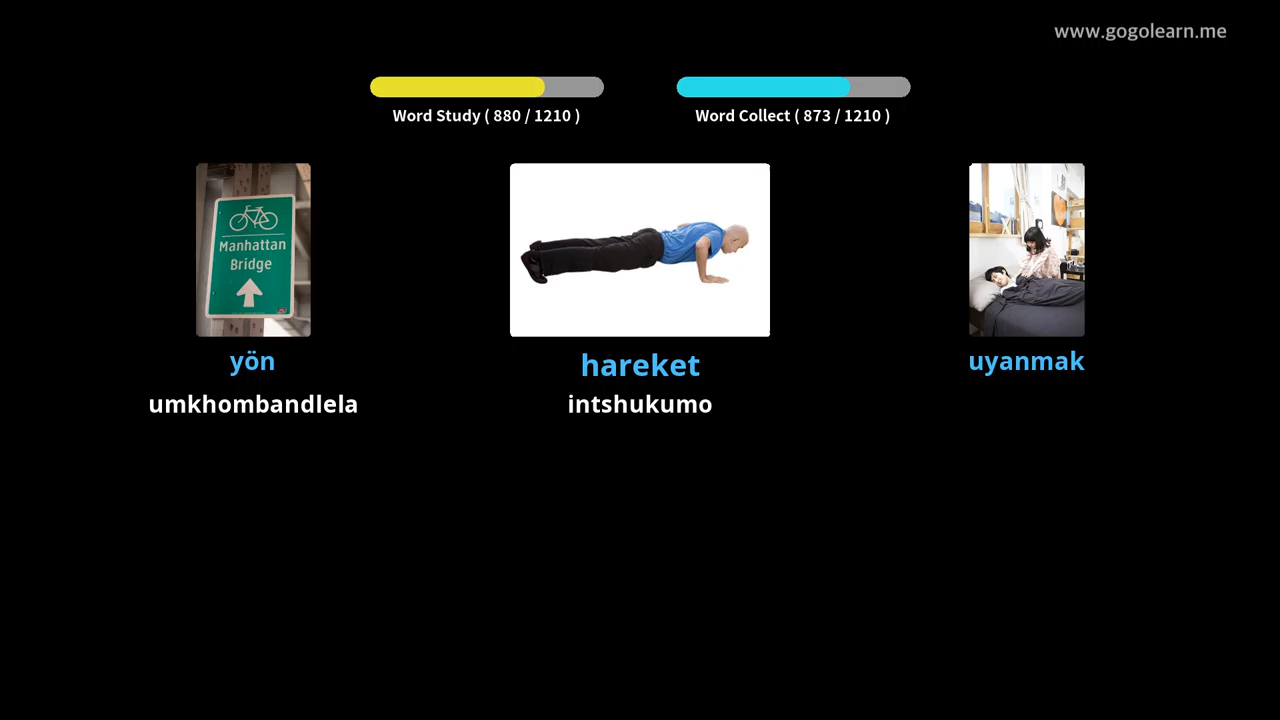 www.gogolearn.me
Word Study ( 880 / 1210 )
Word Collect ( 873 / 1210 )
Manhattan
Bridge
yön
hareket
uyanmak
umkhombandlela
intshukumo